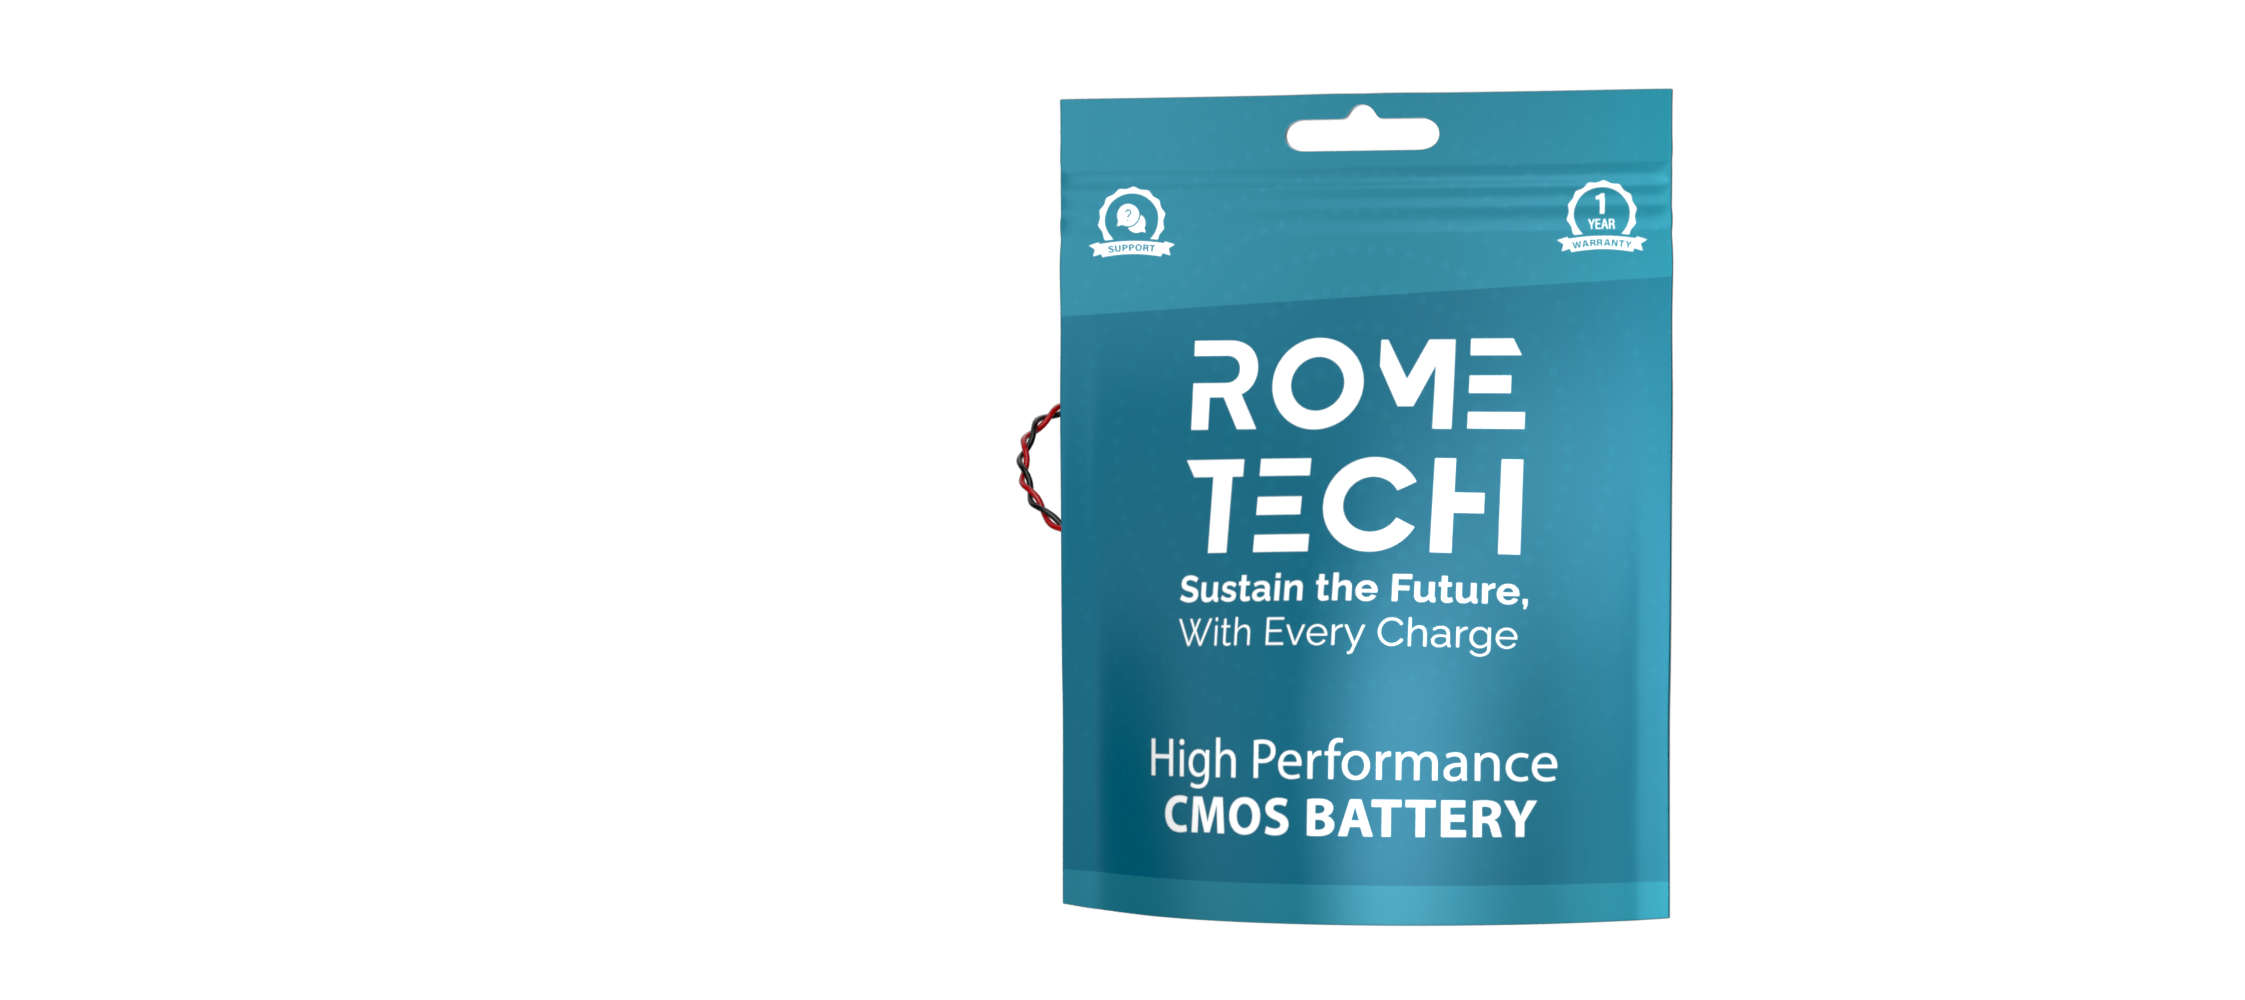 SUPPORT
?
1
YEAR
WARRANTY
ROME
TECH
Sustain the Future,
With Every Charge
High Performance
CMOS BATTERY